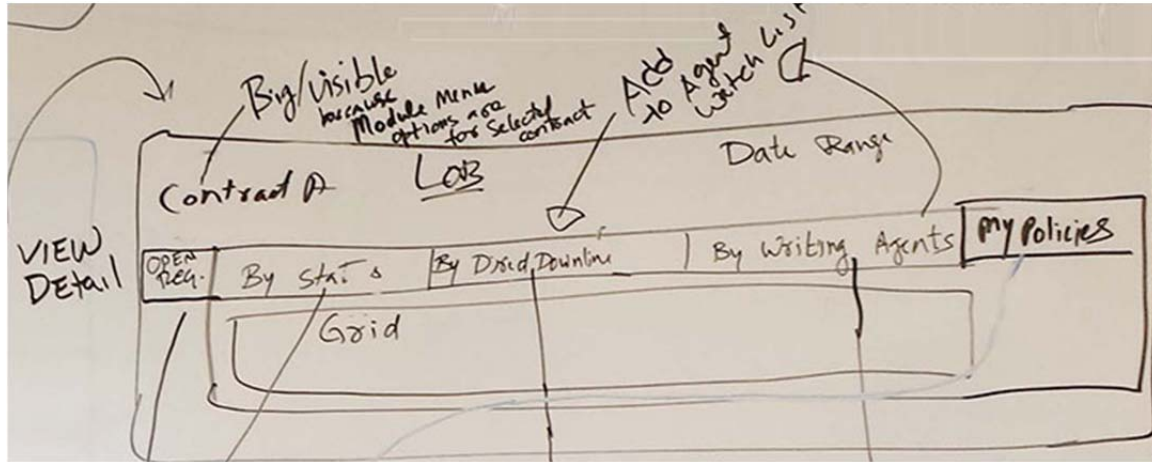 Big/visible
because
Module Menu
options are
for selected
contract
Add
to Agent
Watch List
Contract A
LOB
Date Range
VIEW
Detail
OPEN
REQ.
By Status
By Direct Downline
By Writing Agents
My Policies
Grid